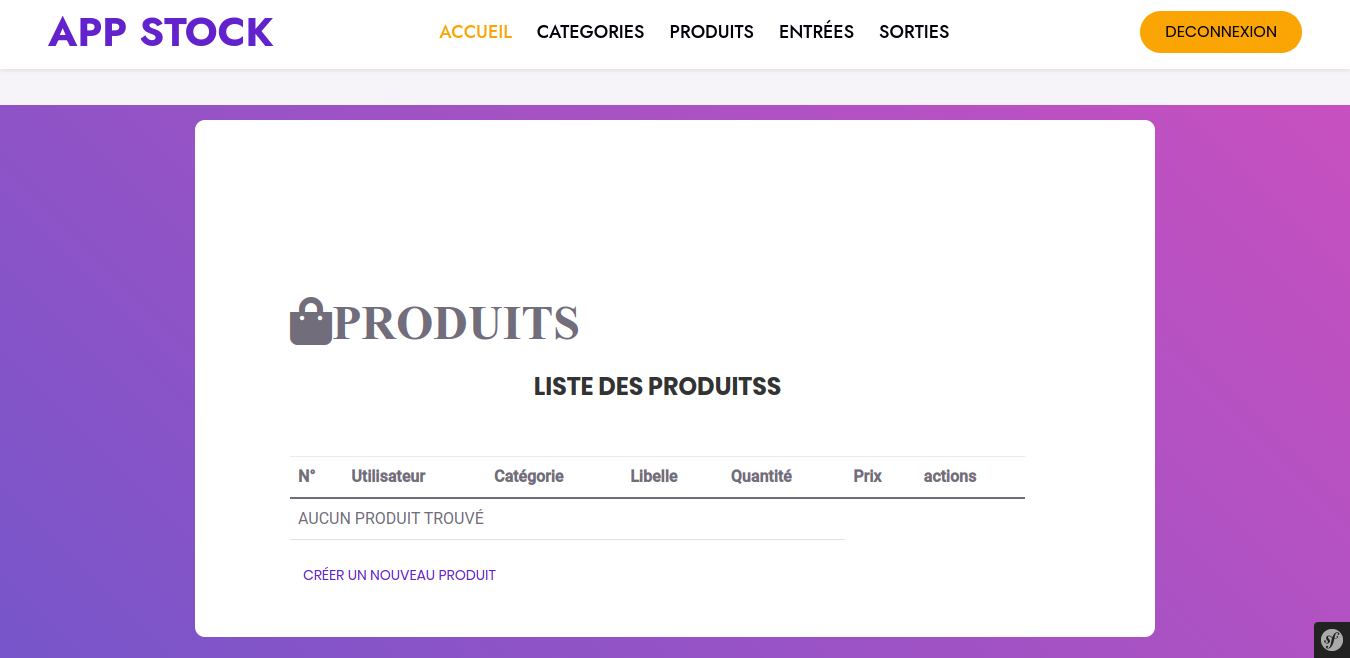 APP STOCK
ACCUEIL CATEGORIES PRODUITS ENTRÉES SORTIES
DECONNEXION
PRODUITS
LISTE DES PRODUITSS
N° Utilisateur Catégorie Libelle Quantité Prix actions
AUCUN PRODUIT TROUVÉ
CRÉER UN NOUVEAU PRODUIT
sf